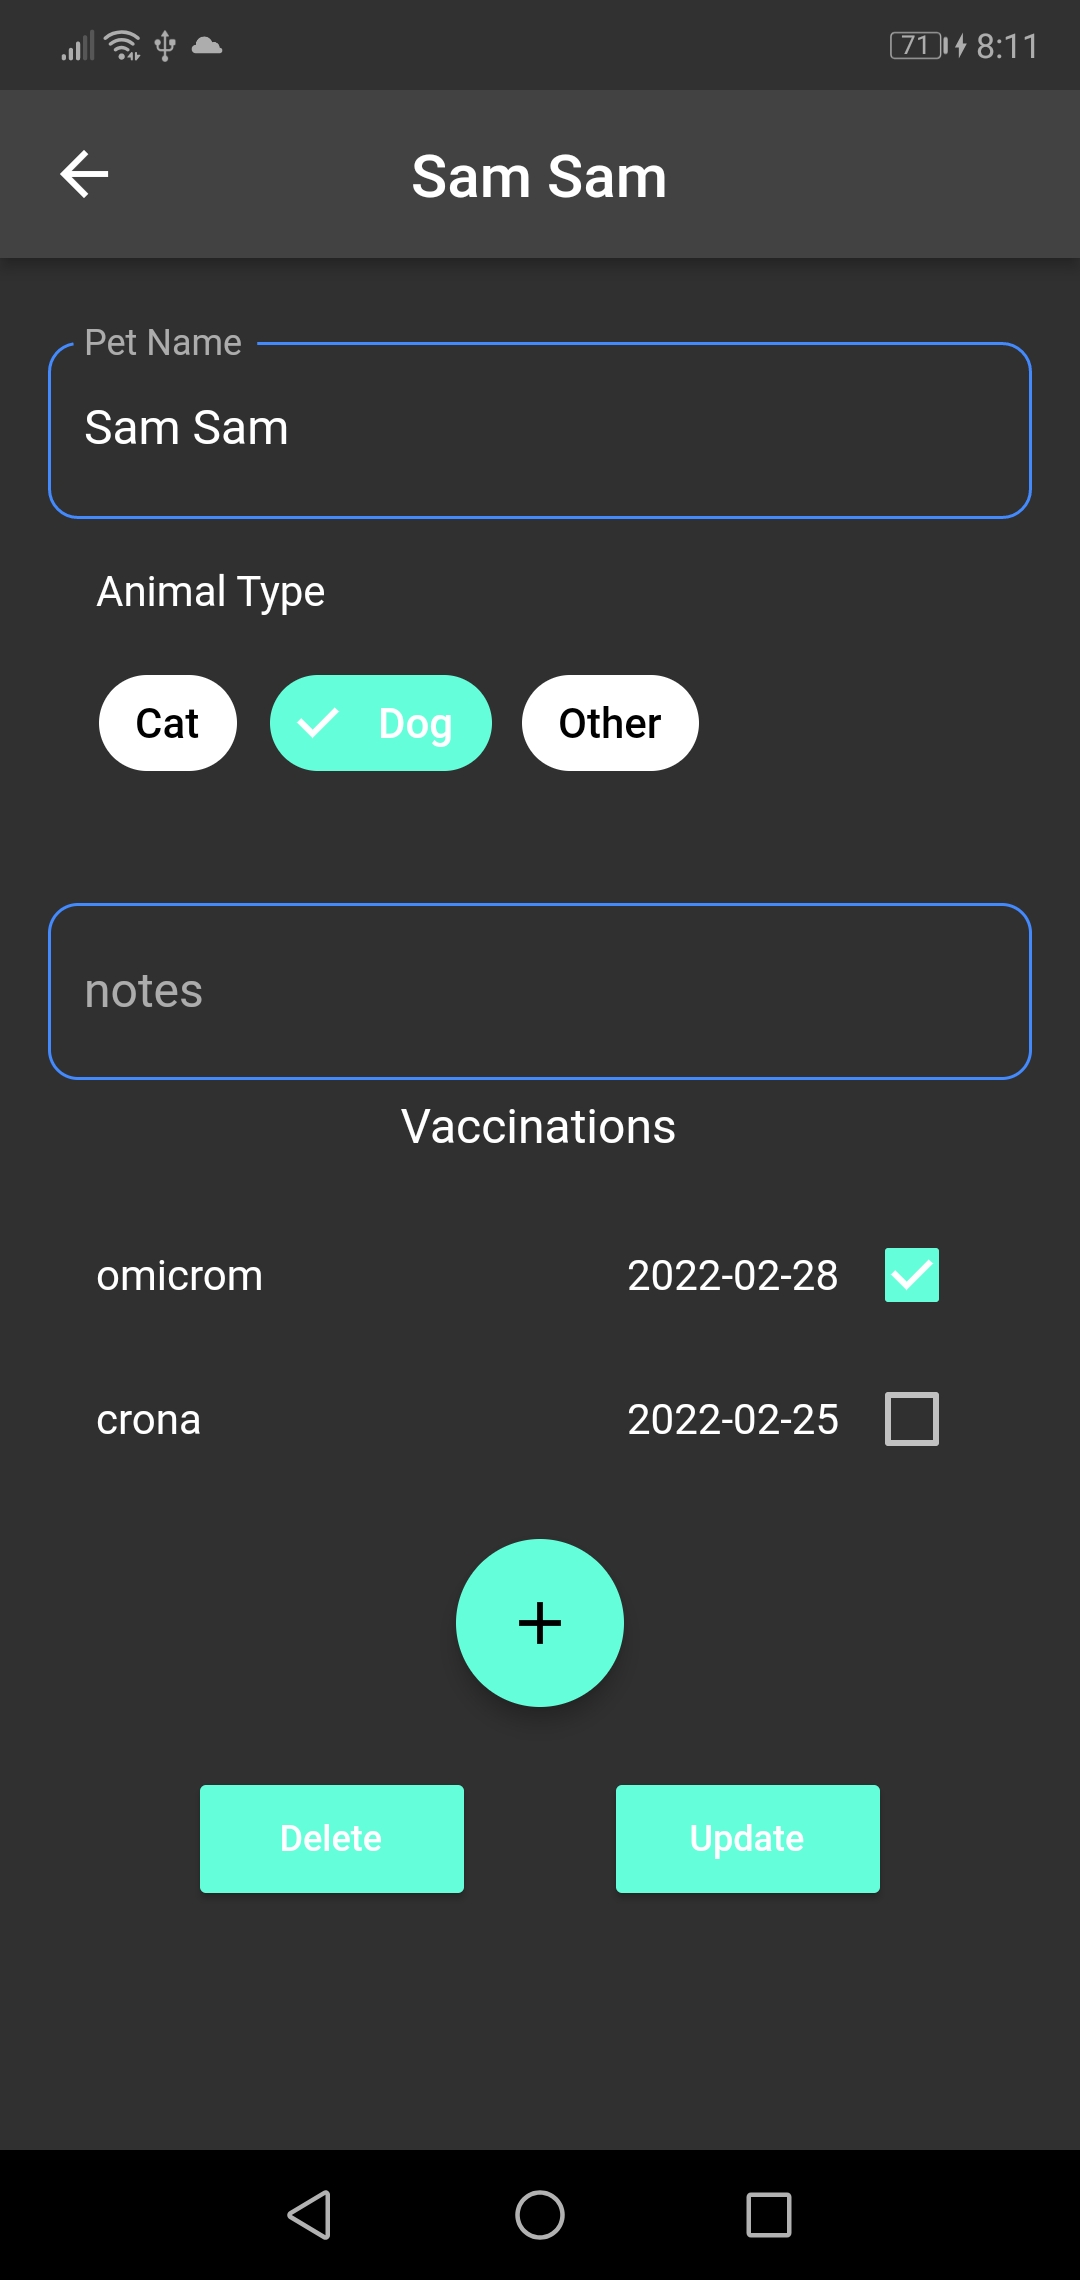 71 8:11
Sam Sam
Pet Name
Sam Sam
Animal Type
Cat Dog Other
notes
Vaccinations
omicrom 2022-02-28
crona 2022-02-25
+
Delete Update